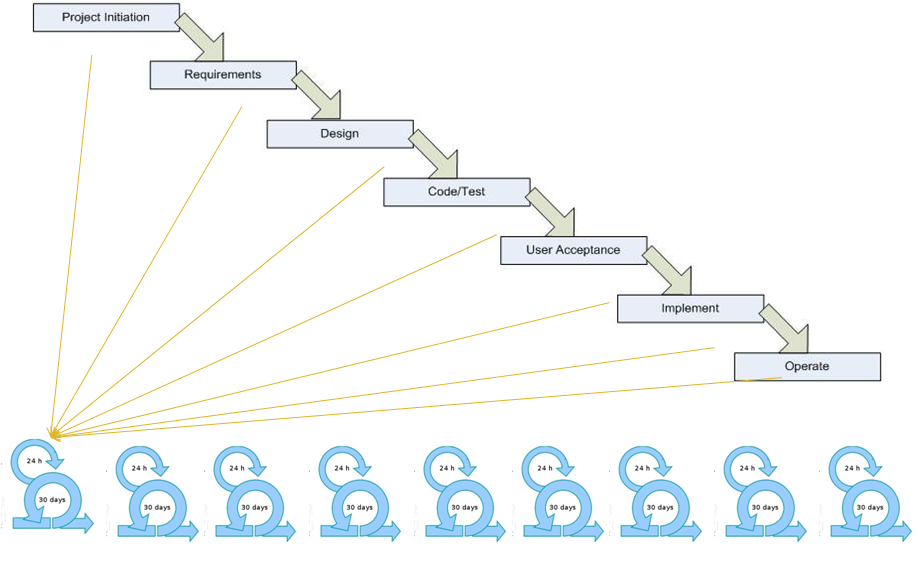 Project Initiation
Requirements
Design
Code/Test
User Acceptance
Implement
Operate
24 h
30 days
24 h
30 days
24 h
30 days
24 h
30 days
24 h
30 days
24 h
30 days
24 h
30 days
24 h
30 days
24 h
30 days